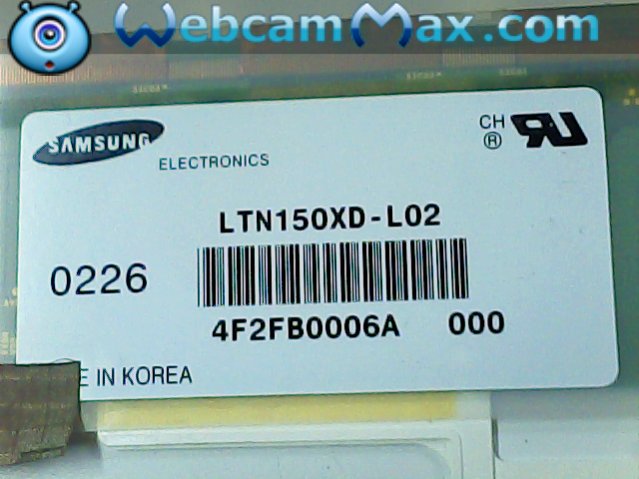 WebcamMax.com
SAMSUNG
ELECTRONICS
CH
®
LTN150XD-L02
0226
4F2FB0006A 000
E IN KOREA